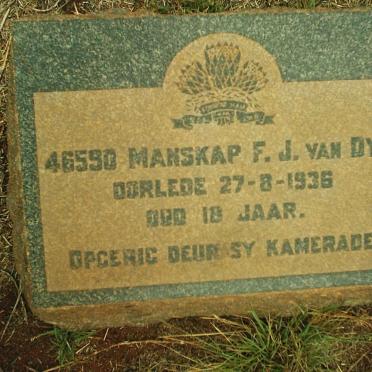 46590 MANSKAP F. J. VAN DY
OORLEDE 27-8-1936
OUD 18 JAAR.
OPGERIG DEUR SY KAMERADE